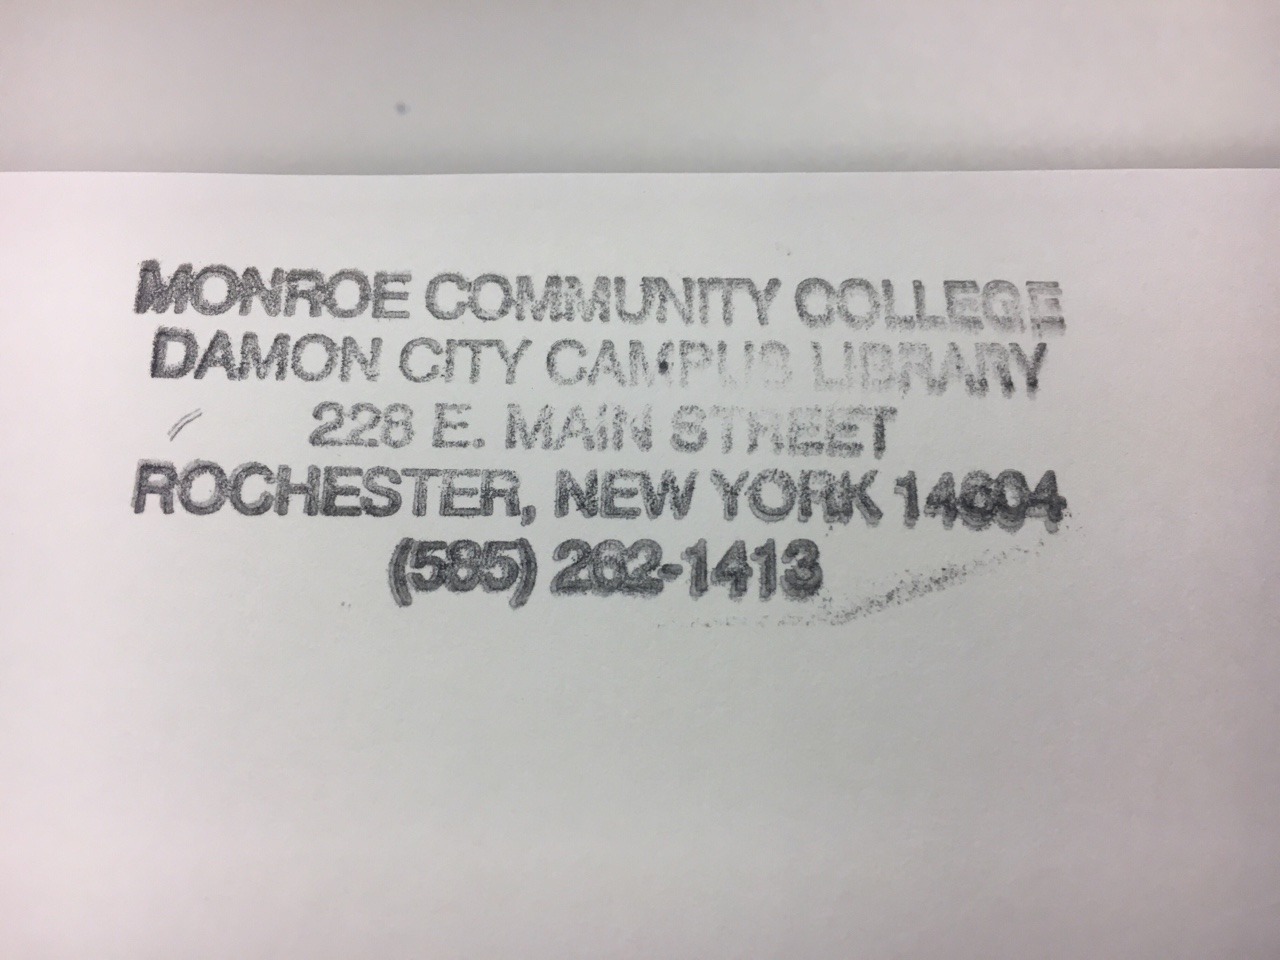 MONROE COMMUNITY COLLEGE
DAMON CITY CAMPUS LIBRARY
228 E. MAIN STREET
ROCHESTER, NEW YORK 14604
(585) 262-1413